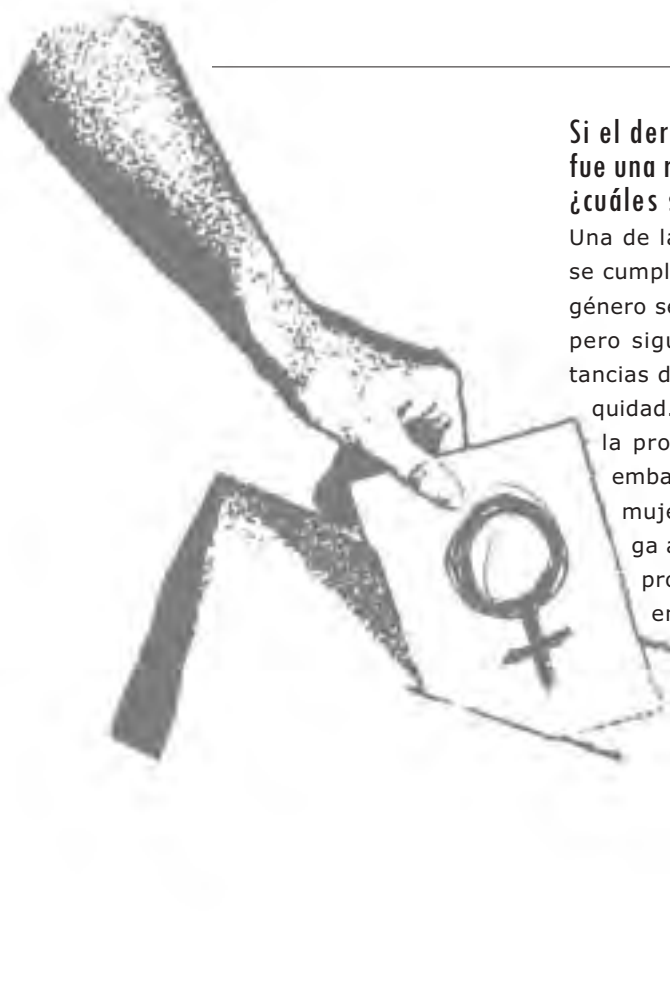 Si el der
fue una
¿cuáles
Una de la
se cumpl
género se
pero sigu
tancias d
quidad.
la pro
emba
muje
ga a
pro
en